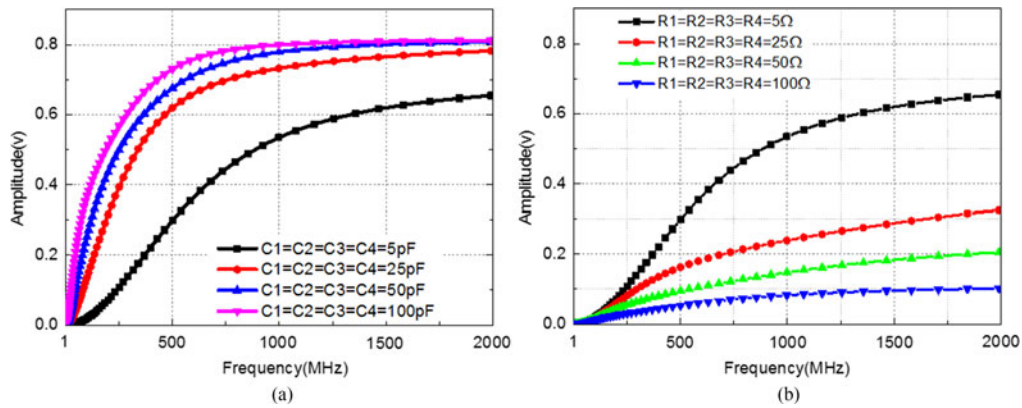 0.8
0.6
0.4
0.2
0.0
Amplitude(v)
C1=C2=C3=C4=5pF
C1=C2=C3=C4=25pF
C1=C2=C3=C4=50pF
C1=C2=C3=C4=100pF
1 500 1000 1500 2000
Frequency(MHz)
(a)
R1=R2=R3=R4=5Ω
R1=R2=R3=R4=25Ω
R1=R2=R3=R4=50Ω
R1=R2=R3=R4=100Ω
0.8
0.6
0.4
0.2
0.0
Amplitude(v)
1 500 1000 1500 2000
Frequency(MHz)
(b)